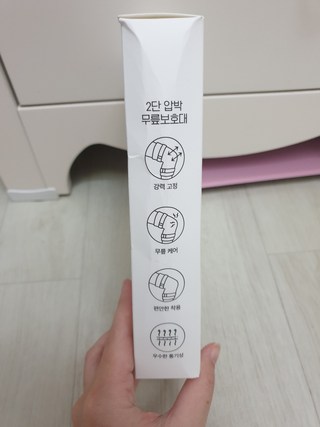 2단 압박
무릎보호대
강력 고정
무릎 케어
편안한 착용
우수한 통기성